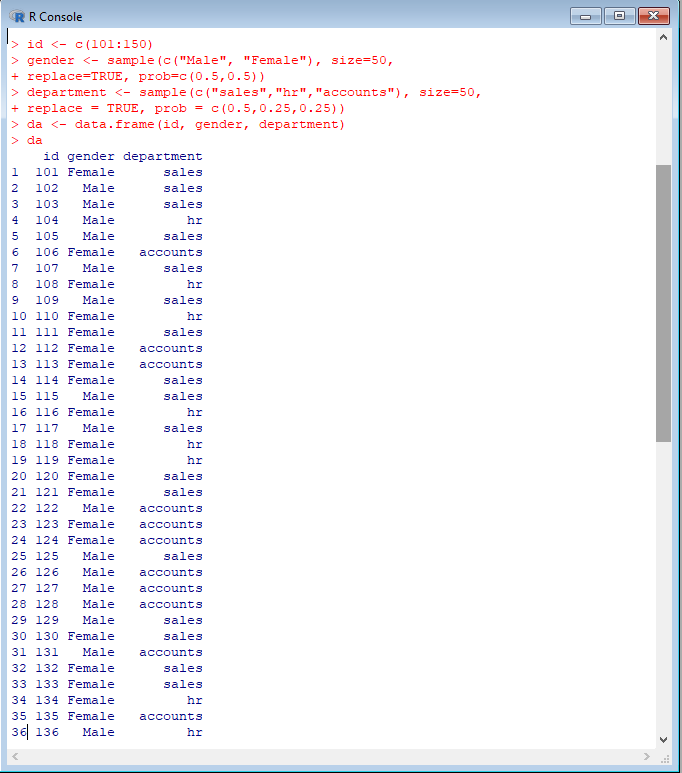 R Console
> id <- c(101:150)
> gender <- sample(c("Male", "Female"), size=50,
+ replace=TRUE, prob=c(0.5,0.5))
> department <- sample(c("sales","hr","accounts"), size=50,
+ replace = TRUE, prob = c(0.5,0.25,0.25))
> da <- data.frame(id, gender, department)
> da
    id gender department
1  101 Female      sales
2  102   Male      sales
3  103   Male      sales
4  104   Male         hr
5  105   Male      sales
6  106 Female   accounts
7  107   Male      sales
8  108 Female         hr
9  109   Male      sales
10 110 Female         hr
11 111 Female      sales
12 112 Female   accounts
13 113 Female   accounts
14 114 Female      sales
15 115   Male      sales
16 116 Female         hr
17 117   Male      sales
18 118 Female         hr
19 119 Female         hr
20 120 Female      sales
21 121 Female      sales
22 122   Male   accounts
23 123 Female   accounts
24 124 Female   accounts
25 125   Male      sales
26 126   Male   accounts
27 127   Male   accounts
28 128   Male   accounts
29 129   Male      sales
30 130 Female      sales
31 131   Male   accounts
32 132 Female      sales
33 133 Female      sales
34 134 Female         hr
35 135 Female   accounts
36 136   Male         hr